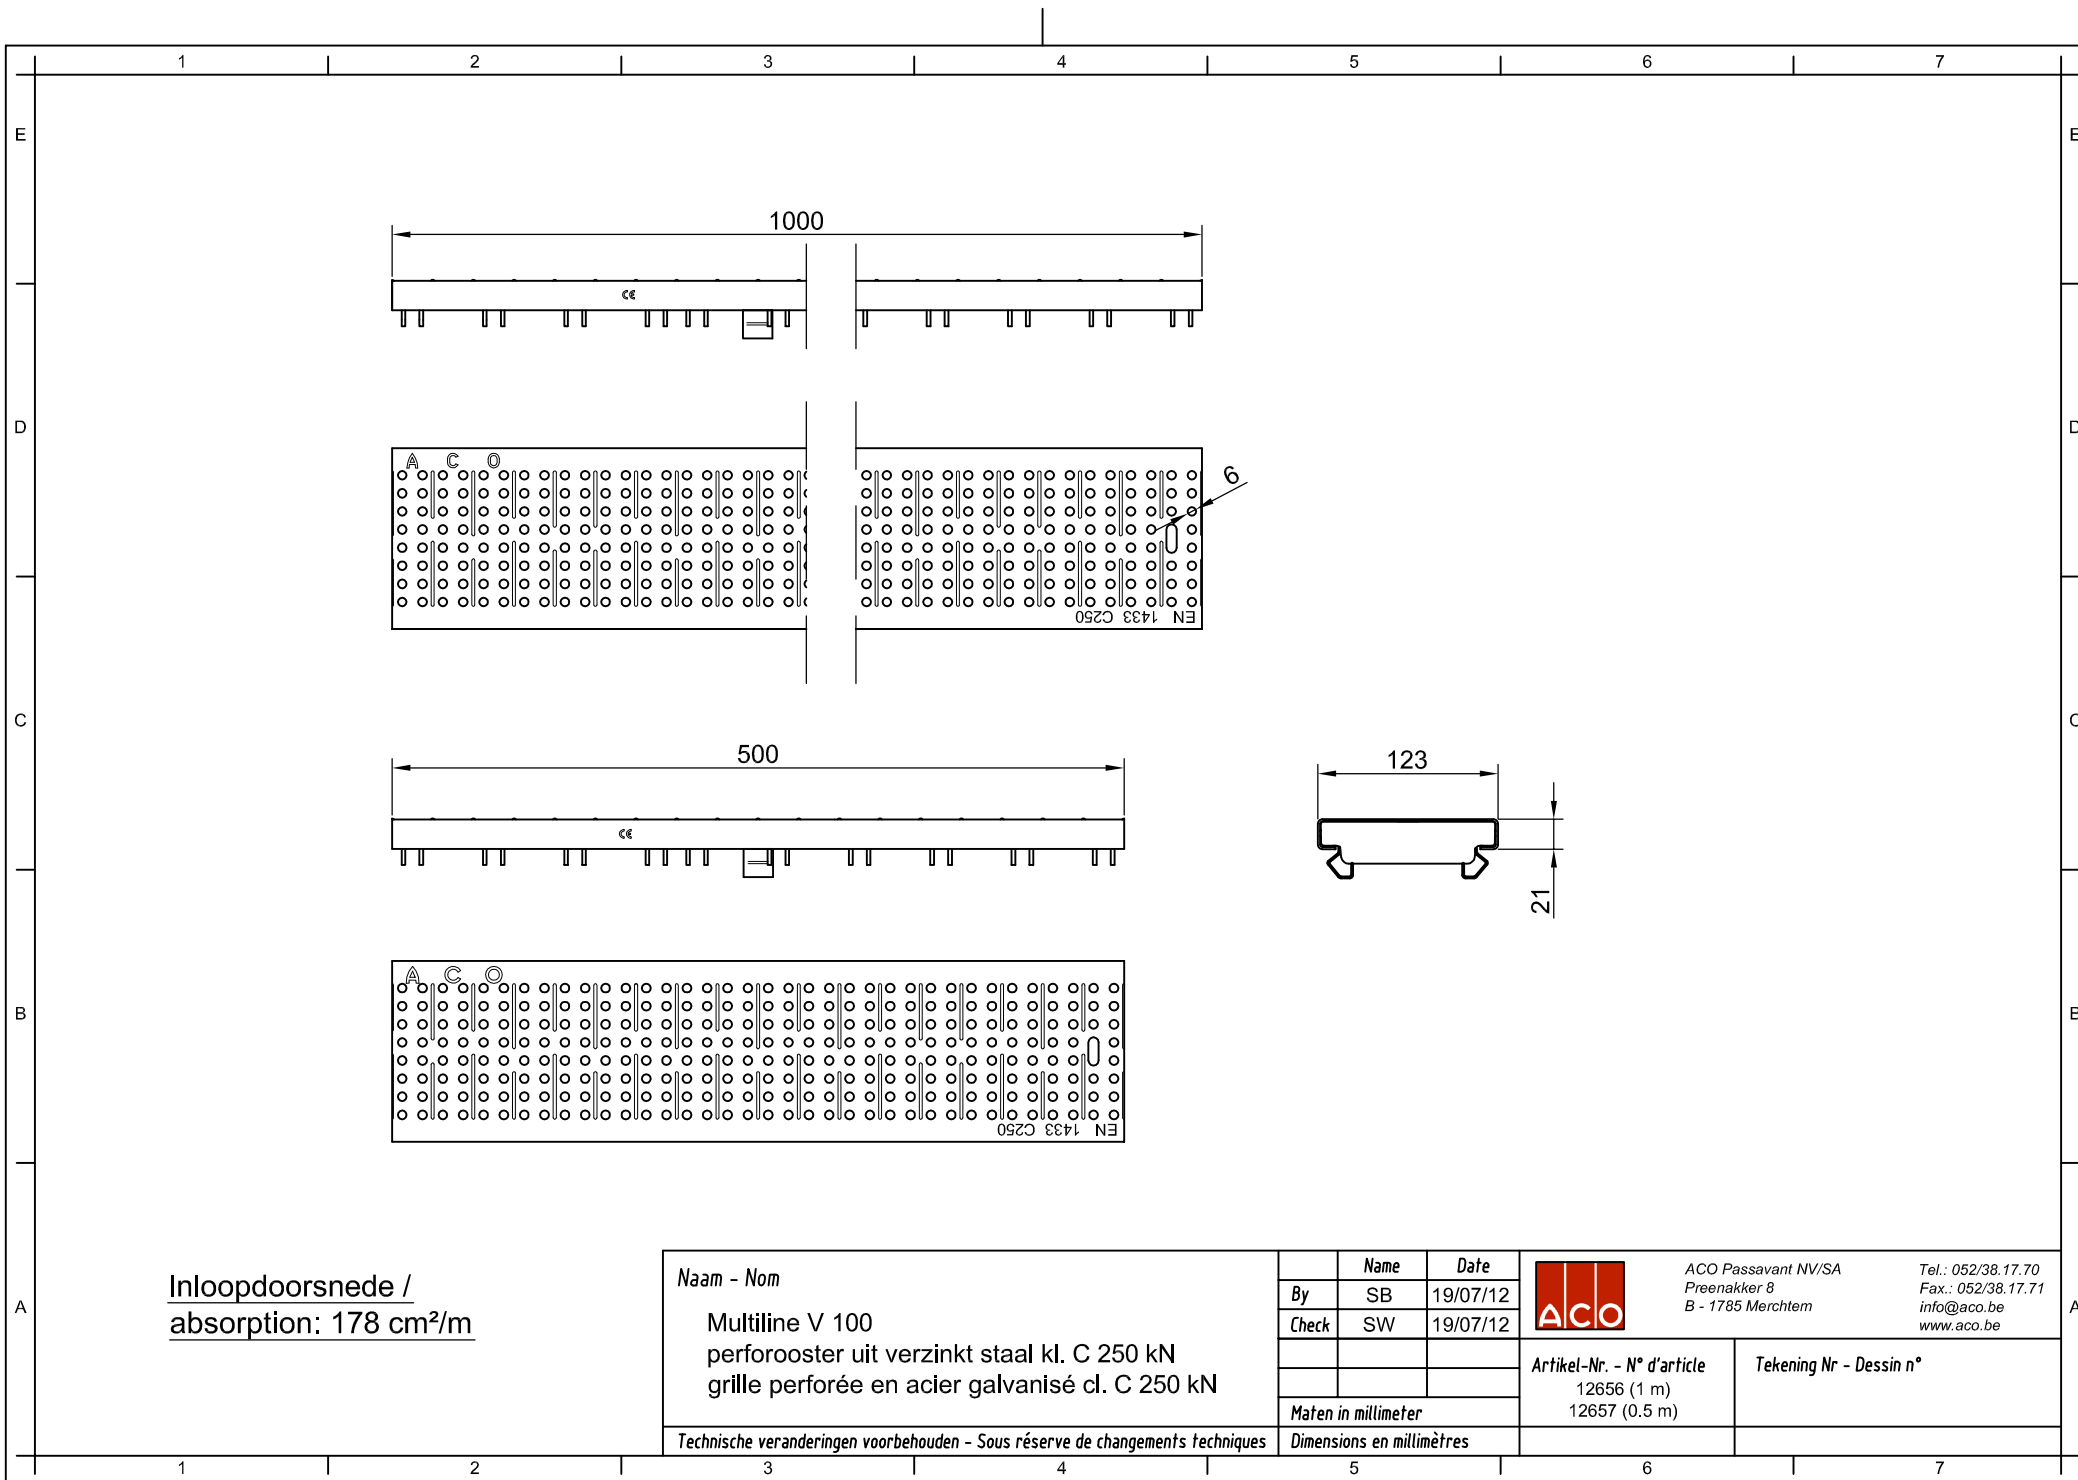 1 2 3 4 5 6 7
E E
1000
CE
D D
A C O
6
EN 1433 C250
C C
500
123
CE
21
A C O
B B
EN 1433 C250
Inloopdoorsnede /
absorption: 178 cm²/m
A A
Naam - Nom
Multiline V 100
perforooster uit verzinkt staal kl. C 250 kN
grille perforée en acier galvanisé cl. C 250 kN
Technische veranderingen voorbehouden - Sous réserve de changements techniques
Name Date
By SB 19/07/12
Check SW 19/07/12
Maten in millimeter
Dimensions en millimètres
ACO
ACO Passavant NV/SA
Preenakker 8
B - 1785 Merchtem
Tel.: 052/38.17.70
Fax.: 052/38.17.71
info@aco.be
www.aco.be
Artikel-Nr. - N° d'article
12656 (1 m)
12657 (0.5 m)
Tekening Nr - Dessin n°
1 2 3 4 5 6 7